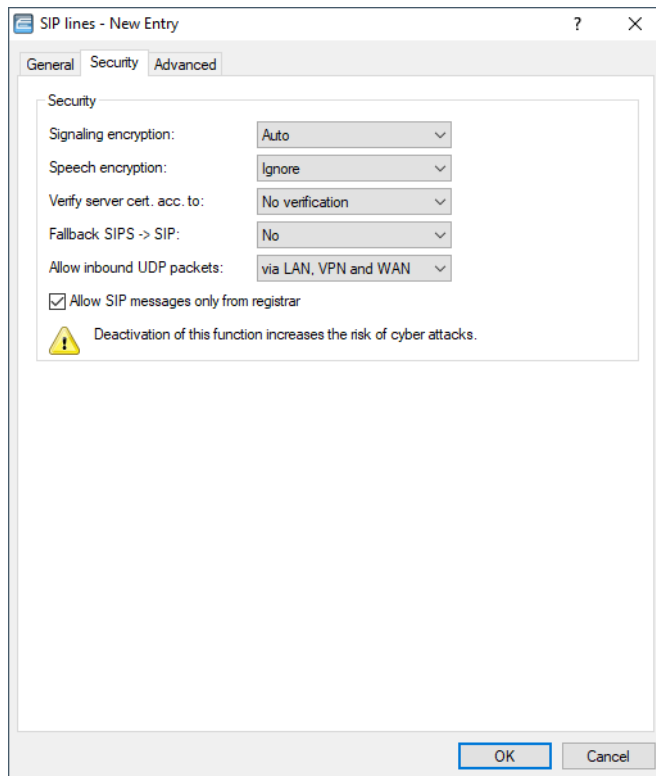 SIP lines - New Entry
General Security Advanced
Security
Signaling encryption: Auto
Speech encryption: Ignore
Verify server cert. acc. to: No verification
Fallback SIPS -> SIP: No
Allow inbound UDP packets: via LAN, VPN and WAN
Allow SIP messages only from registrar
Deactivation of this function increases the risk of cyber attacks.
OK Cancel